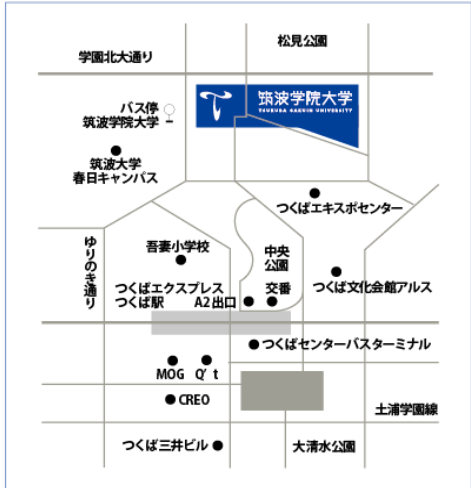 松見公園
学園北大通り
筑波学院大学
TSUKUBA GAKUIN UNIVERSITY
バス停
筑波学院大学
筑波大学
春日キャンパス
つくばエキスポセンター
ゆりのき通り
吾妻小学校
中央
公園
つくば文化会館アルス
つくばエクスプレス
つくば駅
A2出口
交番
つくばセンターバスターミナル
MOG
Q't
CREO
土浦学園線
つくば三井ビル
大清水公園